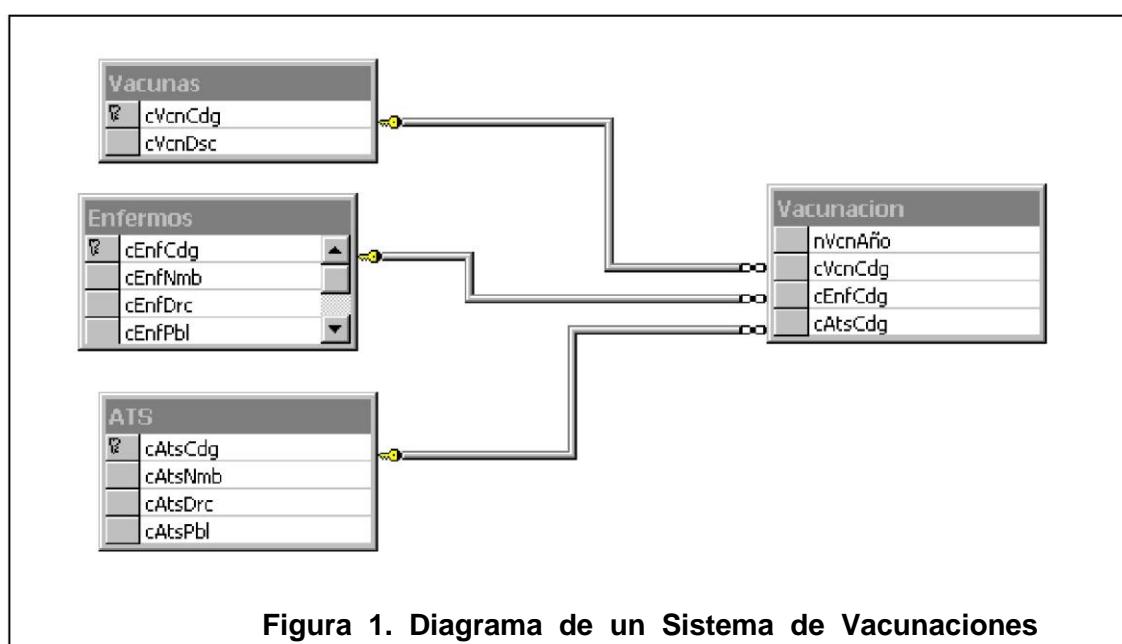 Vacunas
cVcnCdg
cVcnDsc
Enfermos
cEnfCdg
cEnfNmb
cEnfDrc
cEnfPbl
ATS
cAtsCdg
cAtsNmb
cAtsDrc
cAtsPbl
Vacunacion
nVcnAño
cVcnCdg
cEnfCdg
cAtsCdg
Figura 1. Diagrama de un Sistema de Vacunaciones